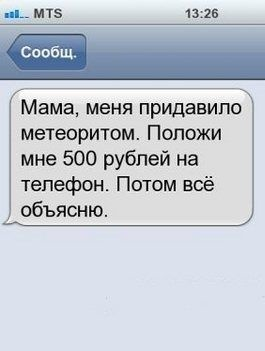 MTS 13:26
Сообщ.
Мама, меня придавило
метеоритом. Положи
мне 500 рублей на
телефон. Потом всё
объясню.